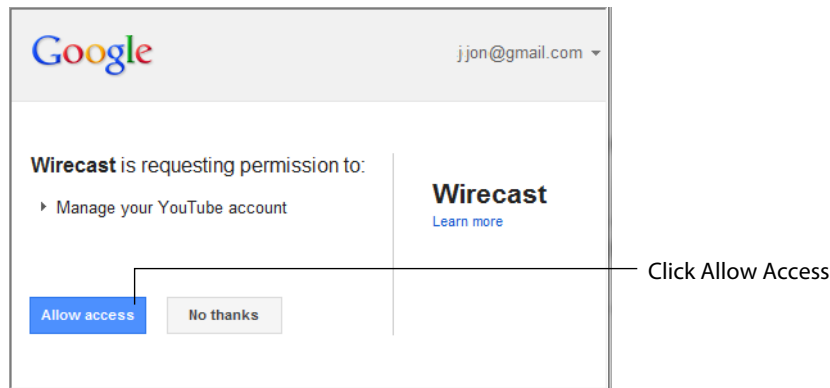 Google
jjon@gmail.com
Wirecast is requesting permission to:
Manage your YouTube account
Wirecast
Learn more
Click Allow Access
Allow access
No thanks